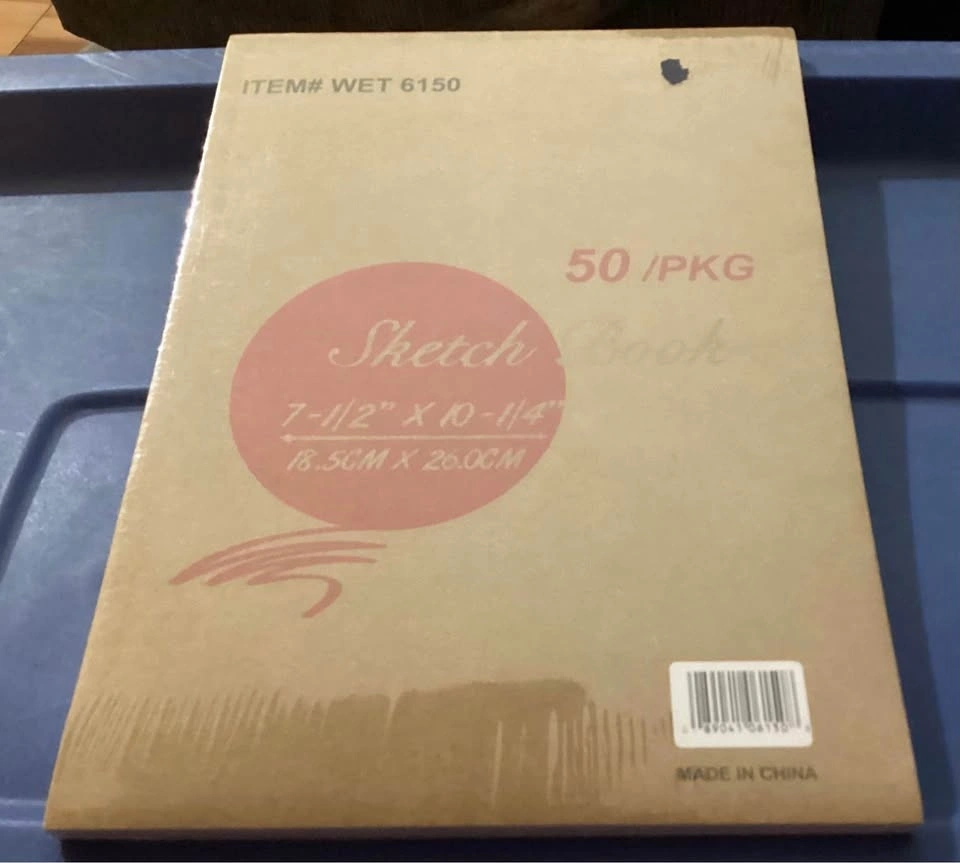 ITEM# WET 6150
50 /PKG
Sketch Book
7-1/2" X 10-1/4"
18.5CM X 26.0CM
MADE IN CHINA